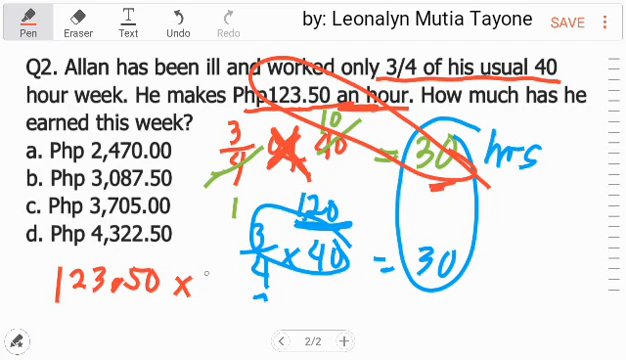 by: Leonalyn Mutia Tayone
SAVE
Pen
Eraser
Text
Undo
Redo
Q2. Allan has been ill and worked only 3/4 of his usual 40
hour week. He makes Php123.50 an hour. How much has he
earned this week?
a. Php 2,470.00
b. Php 3,087.50
c. Php 3,705.00
d. Php 4,322.50
10
3/4 × 40 = 30 hrs
1
120
3/4 × 40 = 30
123.50 ×
2/2